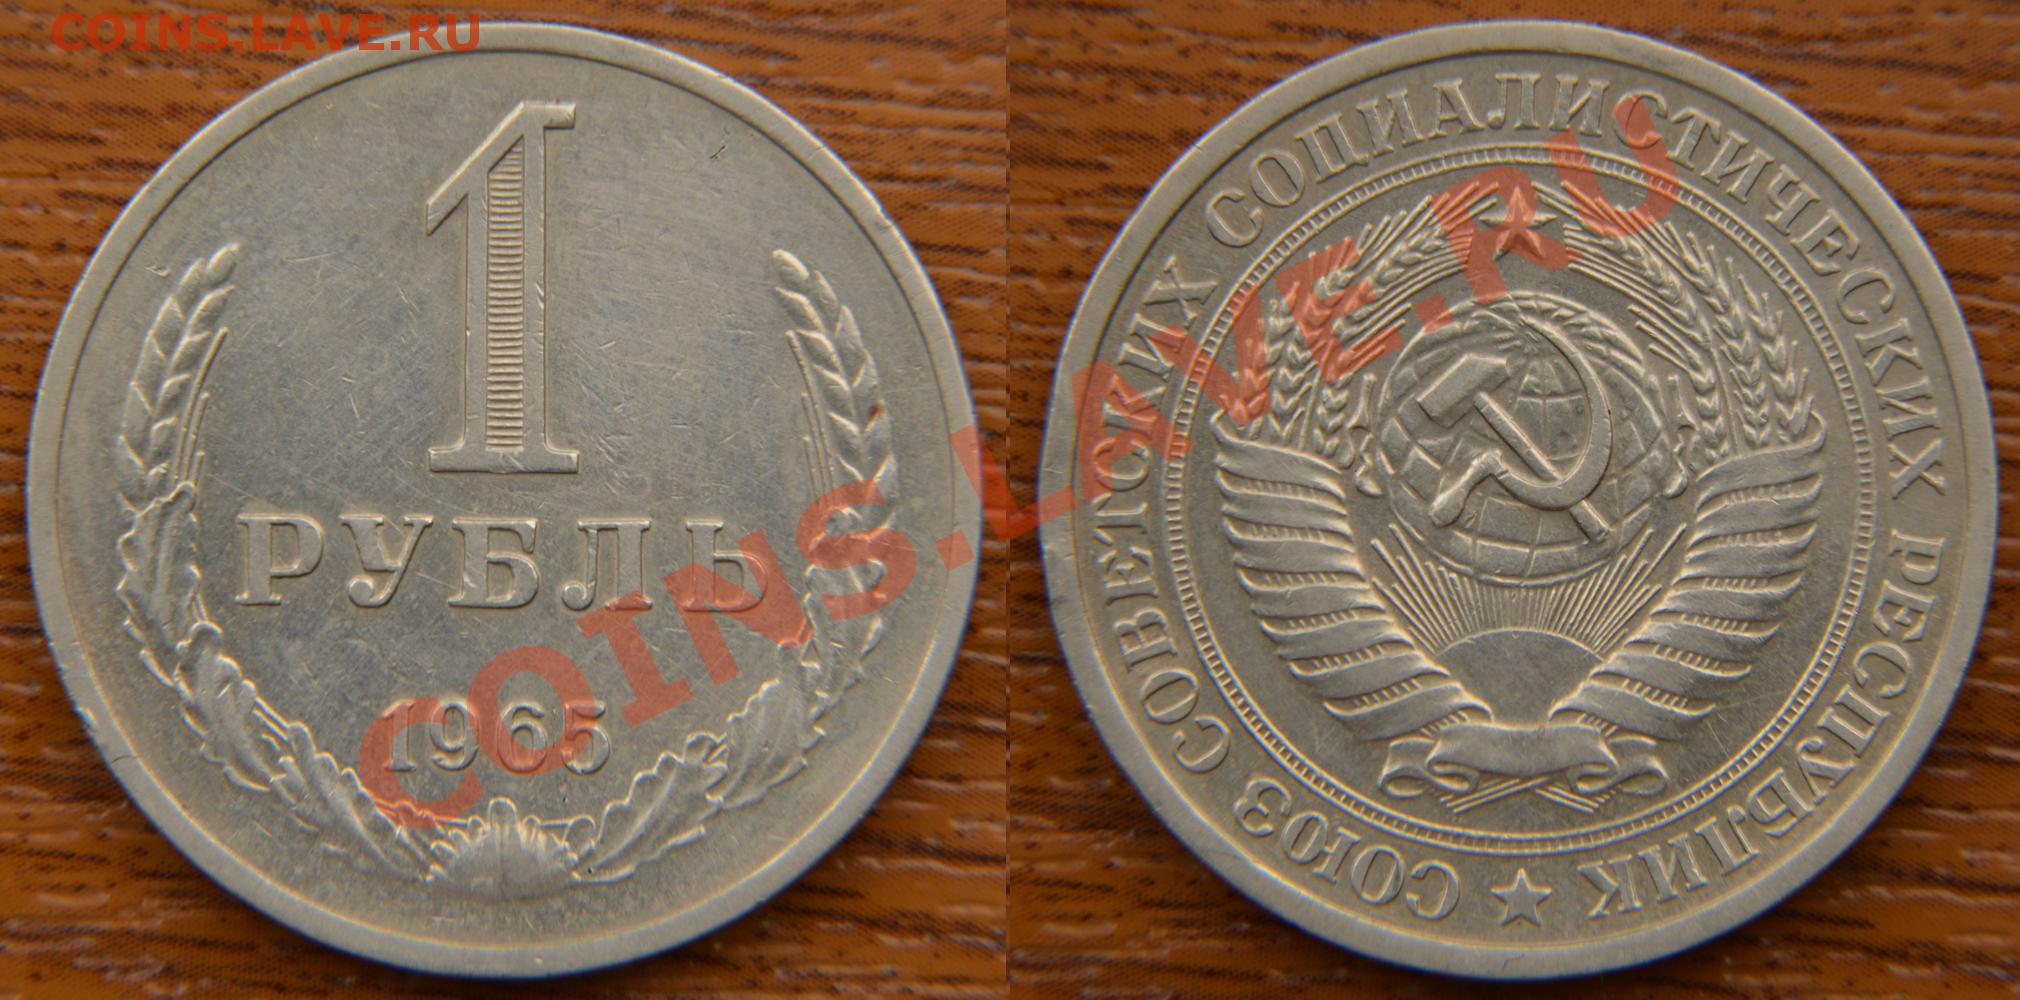 COINS.LAVE.RU
1
РУБЛЬ
1965
СОЮЗ СОВЕТСКИХ СОЦИАЛИСТИЧЕСКИХ РЕСПУБЛИК
COINS.LAVE.RU